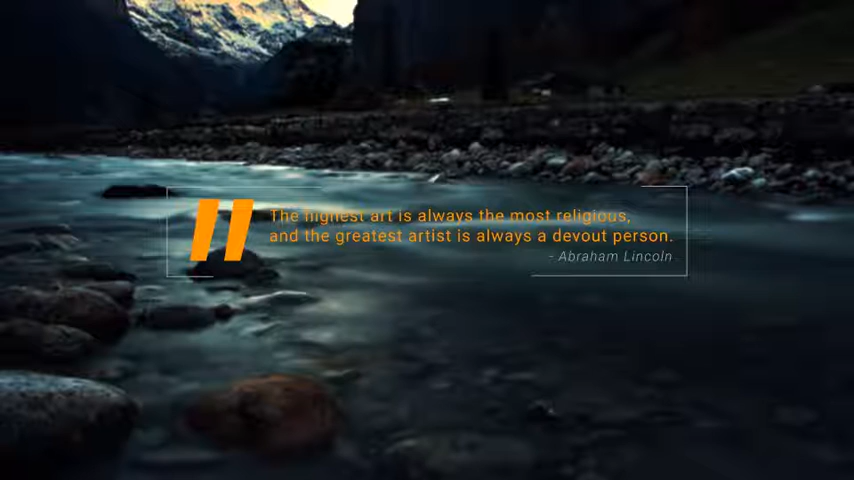 The highest art is always the most religious,
and the greatest artist is always a devout person.
- Abraham Lincoln